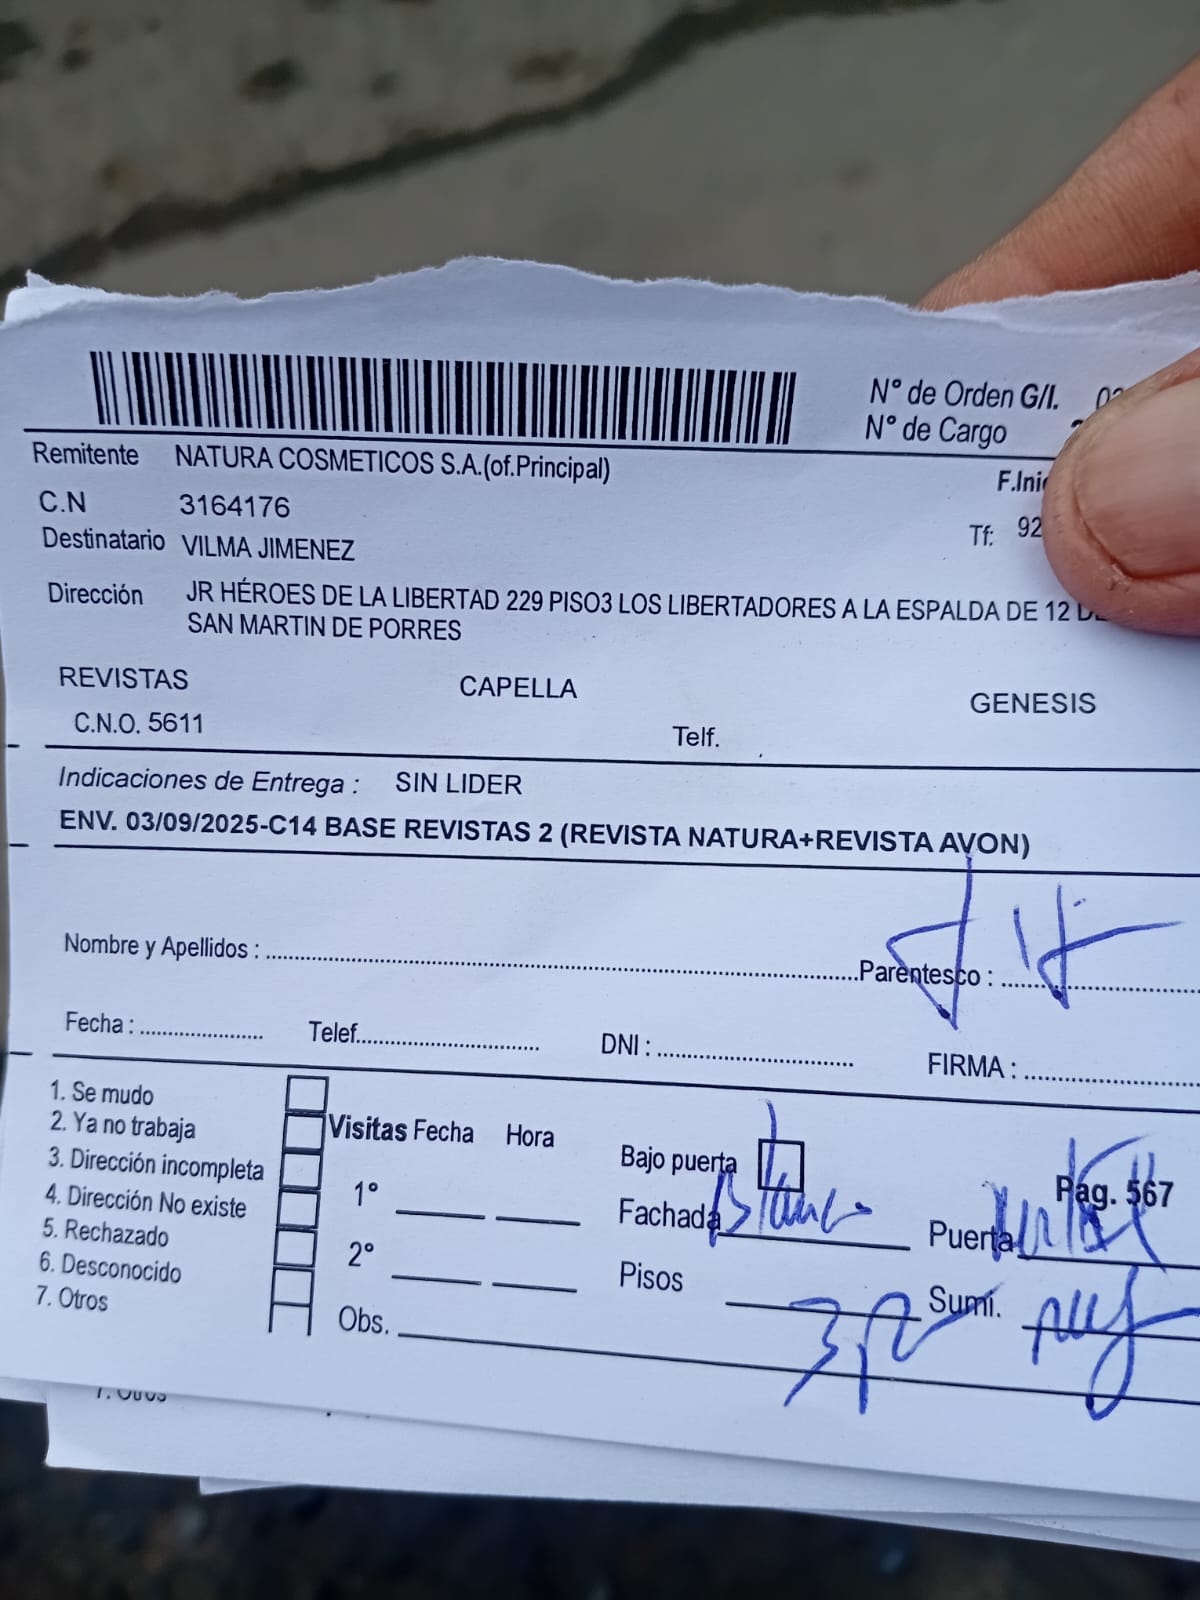 N° de Orden G/I.
N° de Cargo
Remitente NATURA COSMETICOS S.A.(of.Principal)
F.Inic
C.N 3164176
Tf: 92
Destinatario VILMA JIMENEZ
Dirección JR HÉROES DE LA LIBERTAD 229 PISO3 LOS LIBERTADORES A LA ESPALDA DE 12
SAN MARTIN DE PORRES
REVISTAS CAPELLA GENESIS
C.N.O. 5611 Telf.
Indicaciones de Entrega : SIN LIDER
ENV. 03/09/2025-C14 BASE REVISTAS 2 (REVISTA NATURA+REVISTA AVON)
Nombre y Apellidos : Parentesco :
Fecha : Telef. DNI : FIRMA :
1. Se mudo
2. Ya no trabaja
3. Dirección incompleta
4. Dirección No existe
5. Rechazado
6. Desconocido
7. Otros
Visitas Fecha Hora
1°
2°
Obs.
Bajo puerta
Fachada Blanco
Pisos 3
Pag. 567
Puerta
Sumi.
7. Otros